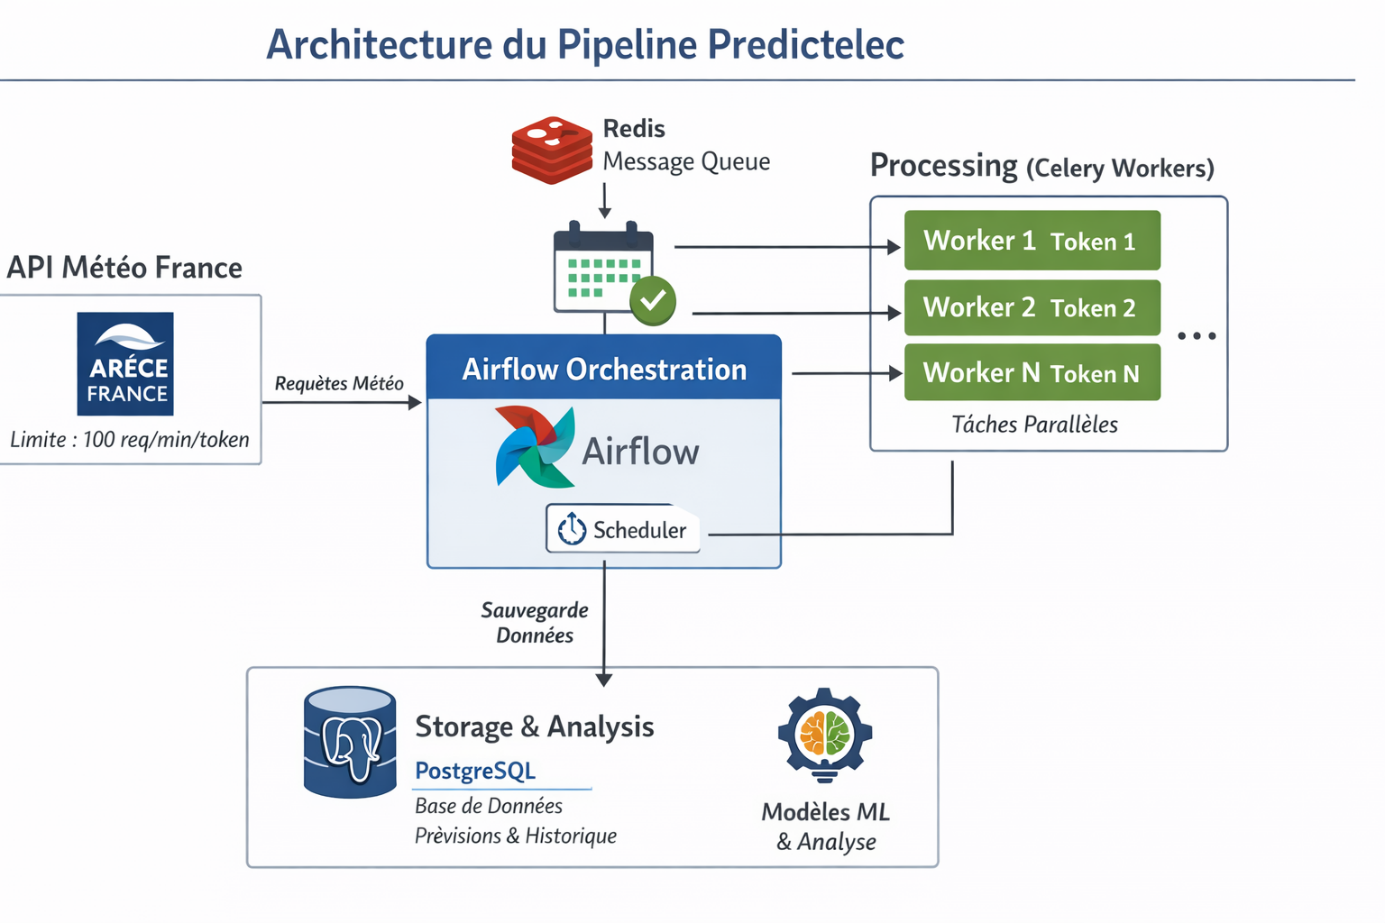 Architecture du Pipeline Predictelec
Redis
Message Queue
Processing (Celery Workers)
Worker 1 Token 1
Worker 2 Token 2
Worker N Token N
...
Táches Parallèles
API Météo France
ARÉCE
FRANCE
Limite : 100 req/min/token
Requètes Météo
Airflow Orchestration
Airflow
Scheduler
Sauvegarde
Données
Storage & Analysis
PostgreSQL
Base de Données
Prèvisions & Historique
Modèles ML
& Analyse